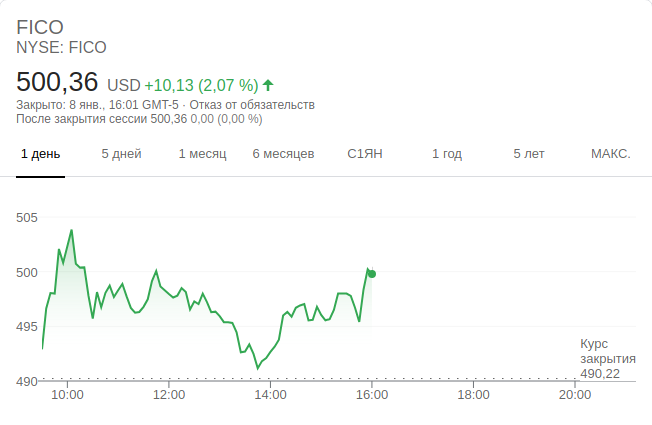 FICO
NYSE: FICO
500,36 USD +10,13 (2,07 %)
Закрыто: 8 янв., 16:01 GMT-5 · Отказ от обязательств
После закрытия сессии 500,36 0,00 (0,00 %)
1 день 5 дней 1 месяц 6 месяцев С1ЯН 1 год 5 лет МАКС.
505
500
495
Курс
закрытия
490,22
490
10:00 12:00 14:00 16:00 18:00 20:00